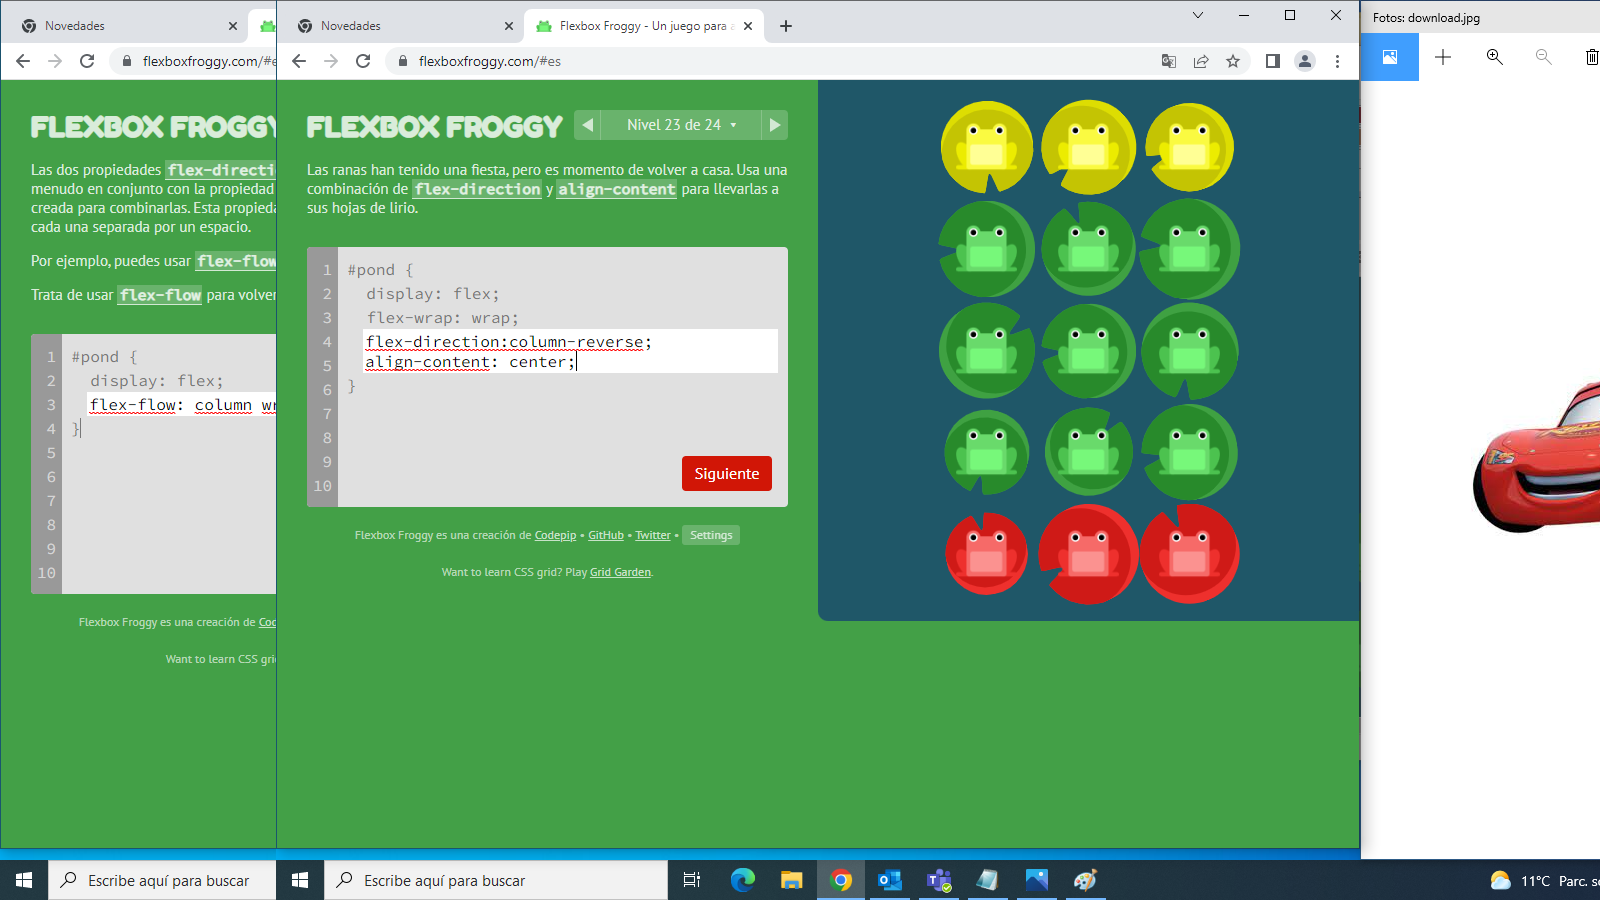 Novedades
flexboxfroggy.com/#e
FLEXBOX FROGGY
Las dos propiedades flex-directi
menudo en conjunto con la propiedad
creada para combinarlas. Esta propieda
cada una separada por un espacio.
Por ejemplo, puedes usar flex-flow
Trata de usar flex-flow para volver
1 #pond {
2 display: flex;
3 flex-flow: column wr
4 }
5
6
7
8
9
10
Flexbox Froggy es una creación de Coc
Want to learn CSS gri
Novedades
Flexbox Froggy - Un juego para a
flexboxfroggy.com/#es
FLEXBOX FROGGY
Nivel 23 de 24
Las ranas han tenido una fiesta, pero es momento de volver a casa. Usa una
combinación de flex-direction y align-content para llevarlas a
sus hojas de lirio.
1 #pond {
2 display: flex;
3 flex-wrap: wrap;
4 flex-direction:column-reverse;
5 align-content: center;
6 }
7
8
9
10
Siguiente
Flexbox Froggy es una creación de Codepip • GitHub • Twitter • Settings
Want to learn CSS grid? Play Grid Garden.
Fotos: download.jpg
Escribe aquí para buscar
Escribe aquí para buscar
11°C Parc. so